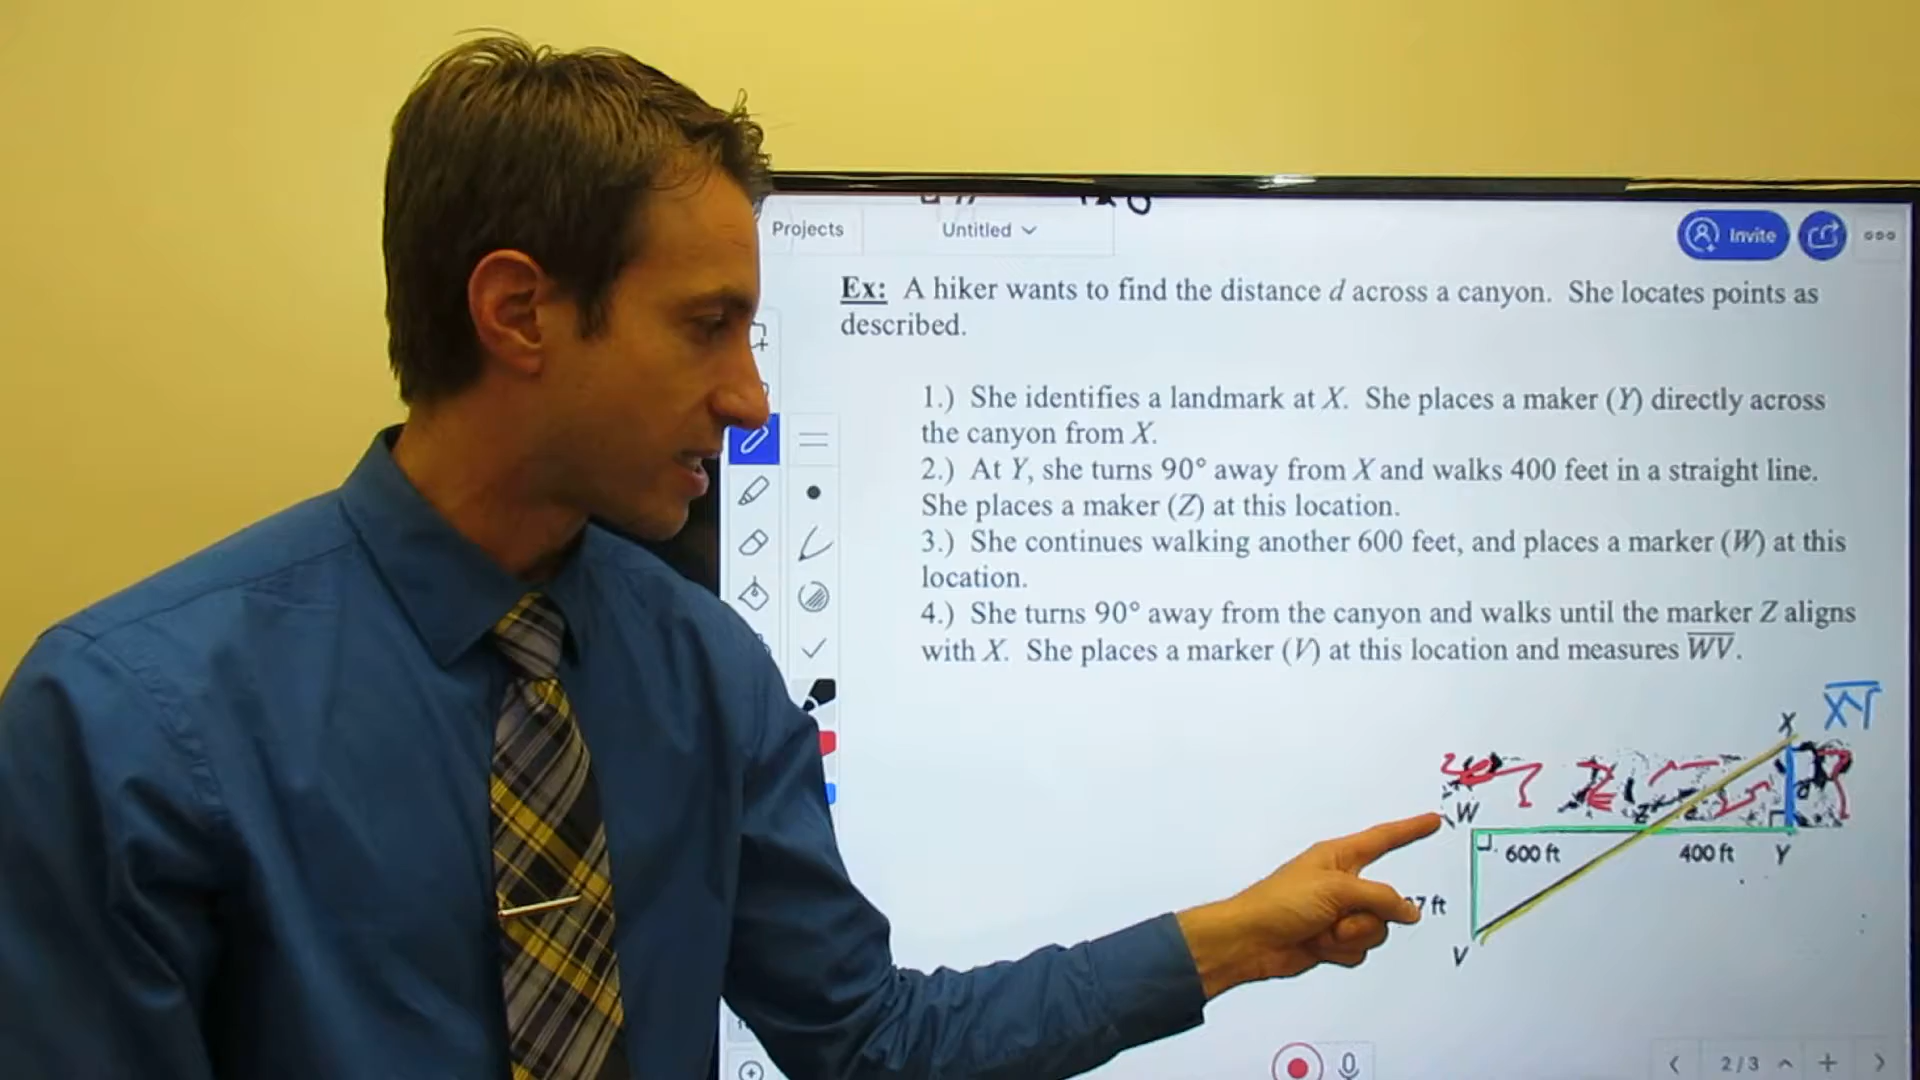 Projects
Untitled
Invite
Ex: A hiker wants to find the distance d across a canyon. She locates points as
described.
1.) She identifies a landmark at X. She places a maker (Y) directly across
the canyon from X.
2.) At Y, she turns 90° away from X and walks 400 feet in a straight line.
She places a maker (Z) at this location.
3.) She continues walking another 600 feet, and places a marker (W) at this
location.
4.) She turns 90° away from the canyon and walks until the marker Z aligns
with X. She places a marker (V) at this location and measures WV.
XY
X
d
W
Z
600 ft
400 ft
Y
7 ft
V
2/3